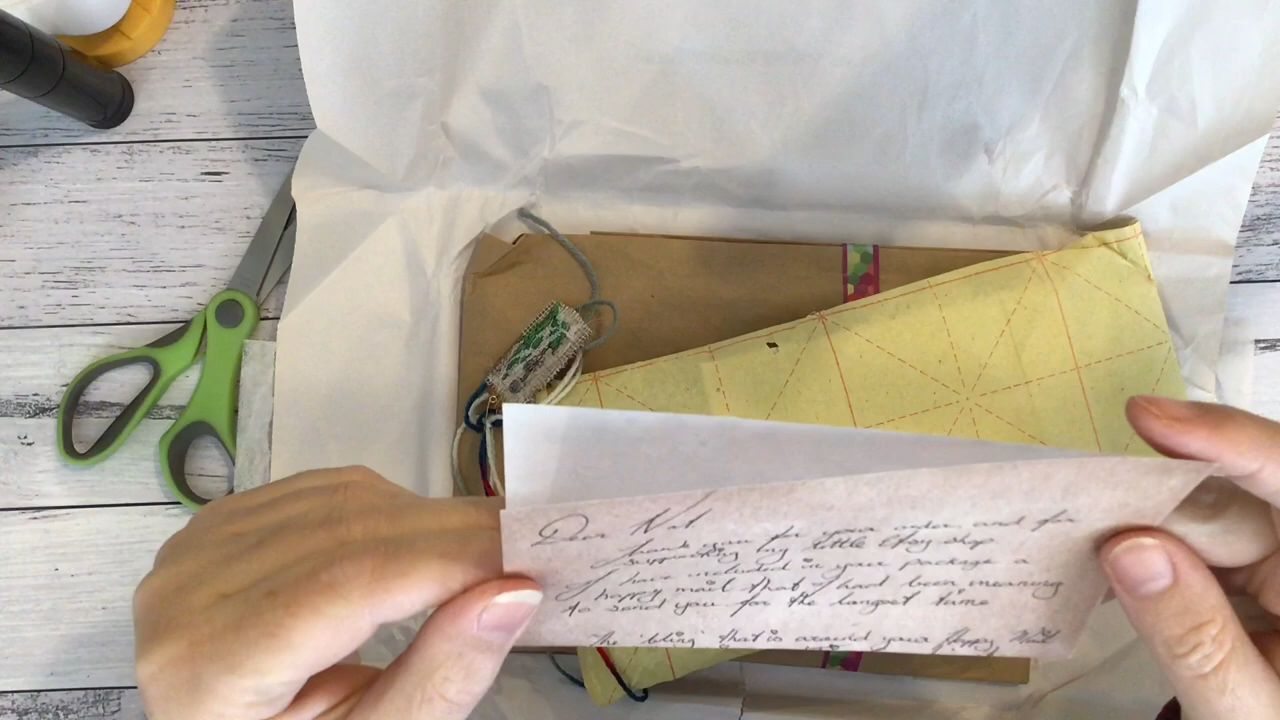 Dear Nat
Thank you for your order and for
supporting my little Etsy shop
I have included in your package a
happy mail that I had been meaning
to send you for the longest time
The 'bling' that is around your Happy Mail